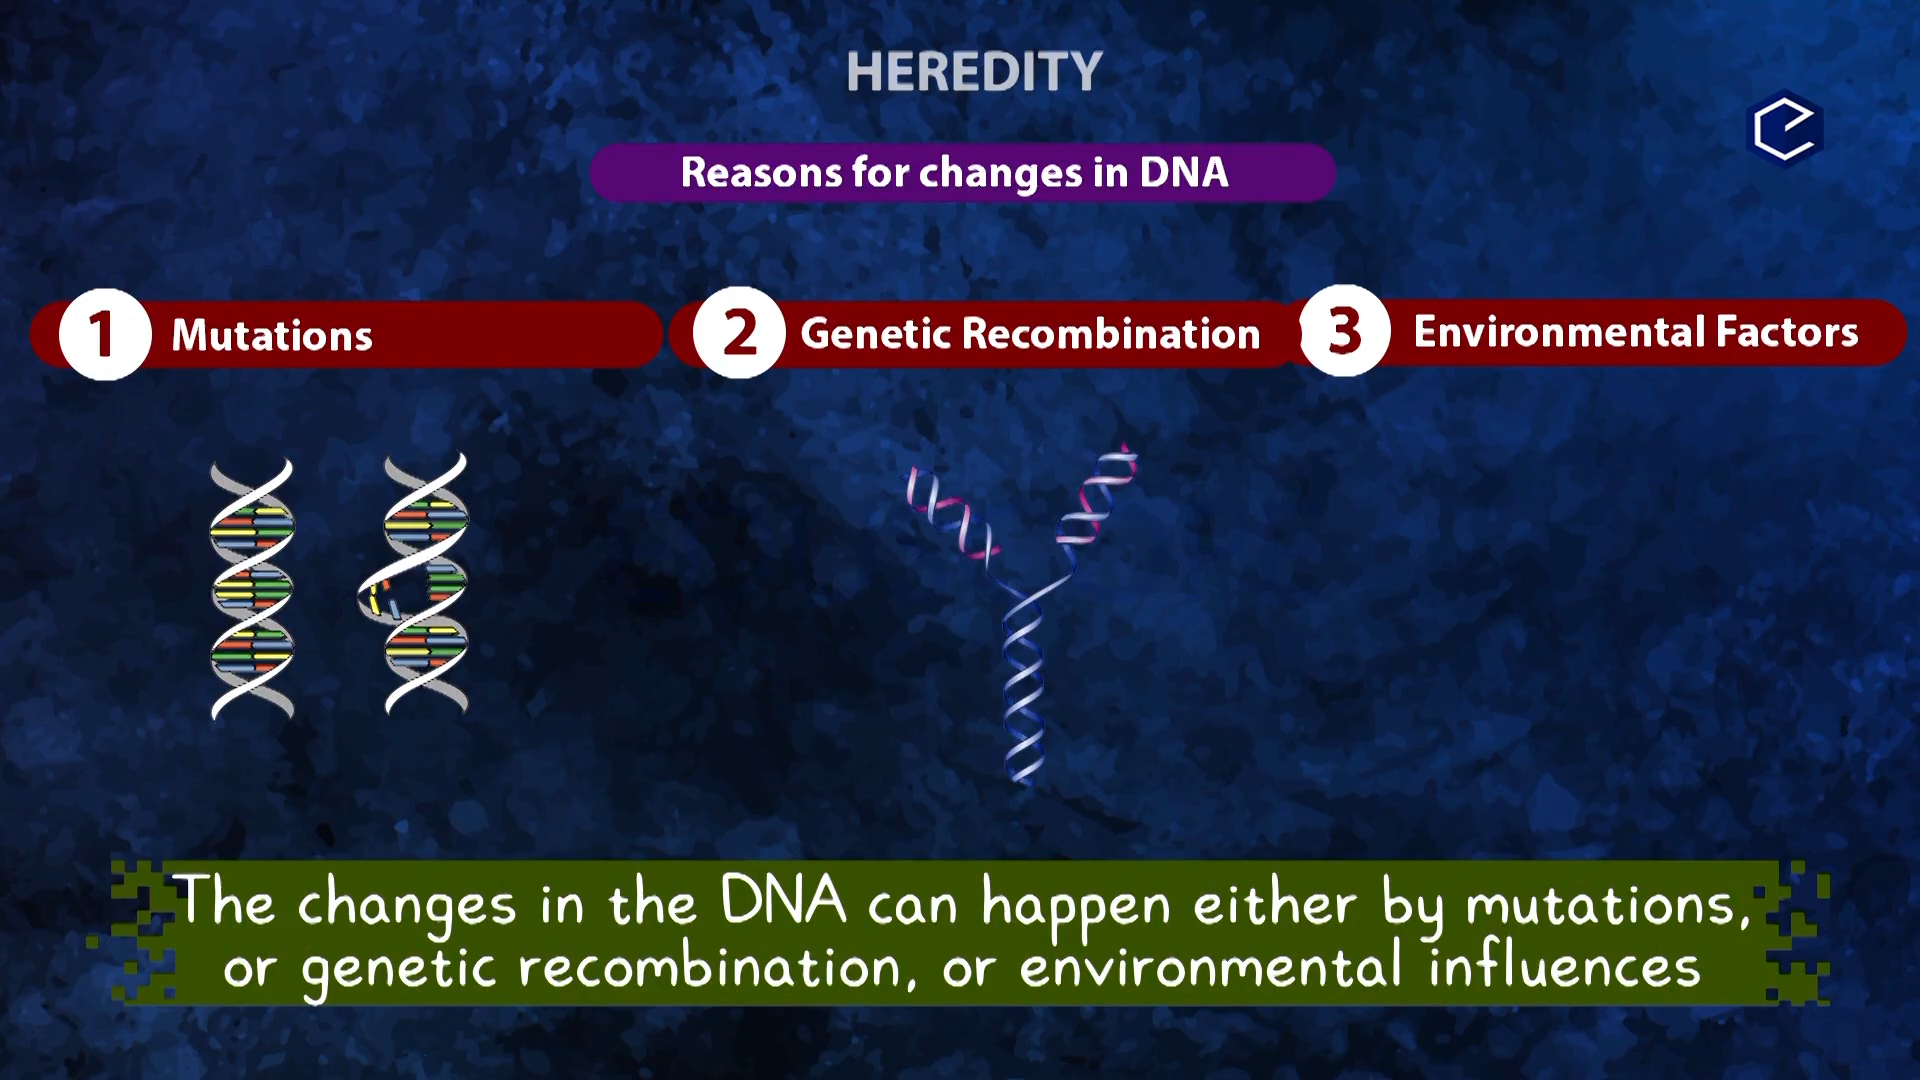 HEREDITY
Reasons for changes in DNA
1 Mutations
2 Genetic Recombination
3 Environmental Factors
The changes in the DNA can happen either by mutations,
or genetic recombination, or environmental influences